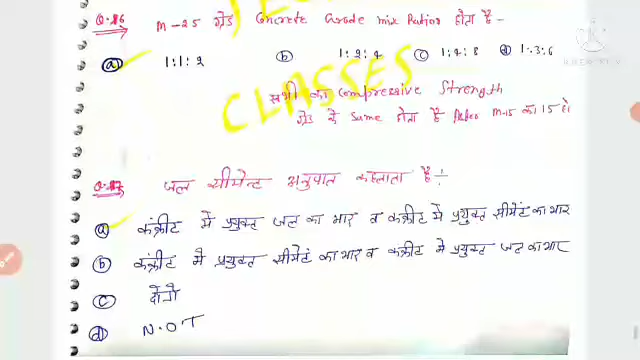 Q.16 M-25 ग्रेड Concrete Grade mix Ratio होता है-
ⓐ 1:1:2 ⓑ 1:2:4 ⓒ 1:4:8 ⓓ 1:3:6
CLASSES
सभी का Compressive Strength
ग्रेड के same होता है M-15 का 15 हो
Q.17 जल सीमेन्ट अनुपात कहलाता है÷
ⓐ कंक्रीट में प्रयुक्त जल का भार व कंक्रीट में प्रयुक्त सीमेंट का भार
ⓑ कंक्रीट में प्रयुक्त सीमेंट का भार व कंक्रीट में प्रयुक्त जल का भार
ⓒ दोनों
ⓓ N.O.T